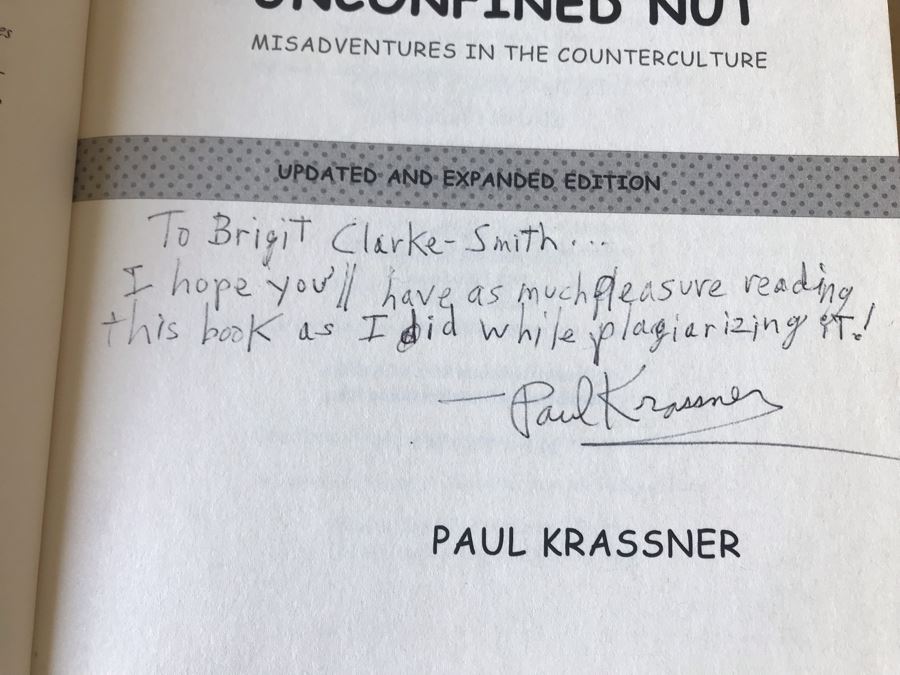 UNCONFINED NUT
MISADVENTURES IN THE COUNTERCULTURE
UPDATED AND EXPANDED EDITION
To Brigit Clarke-Smith...
I hope you'll have as much pleasure reading
this book as I did while plagiarizing it!
— Paul Krassner
PAUL KRASSNER